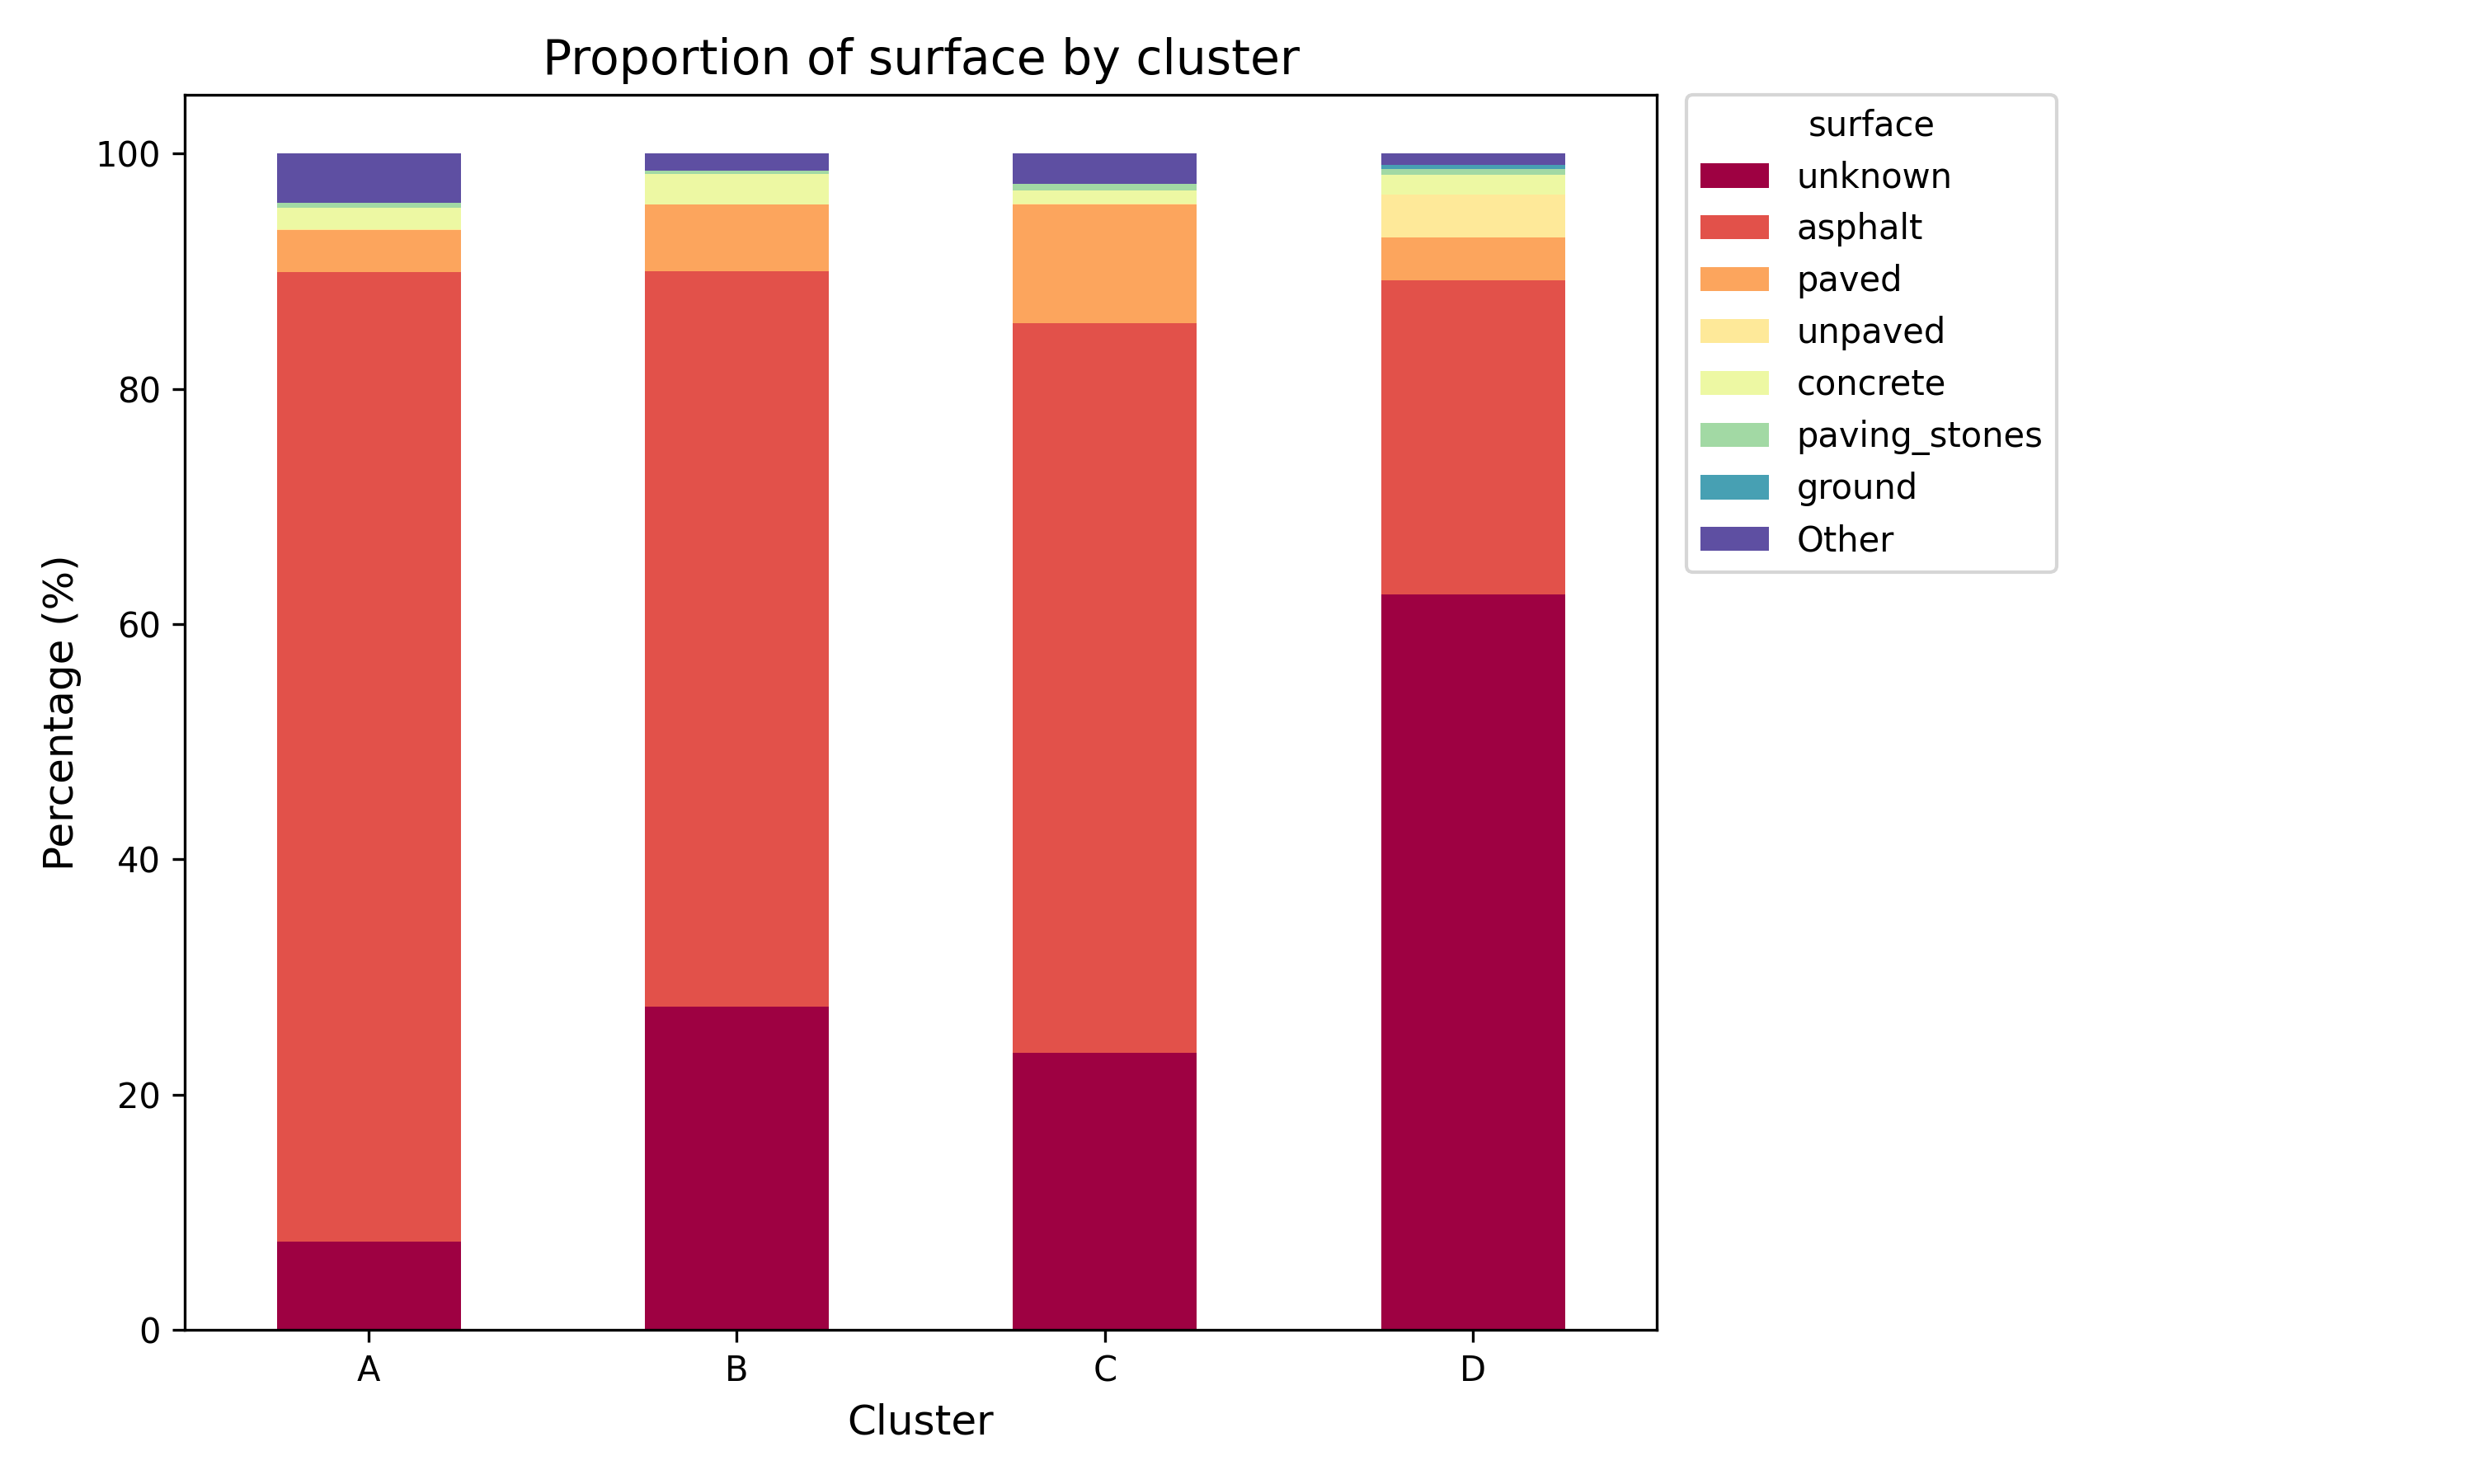 Proportion of surface by cluster
Percentage (%)
100
80
60
40
20
0
A
B
C
D
Cluster
surface
unknown
asphalt
paved
unpaved
concrete
paving_stones
ground
Other